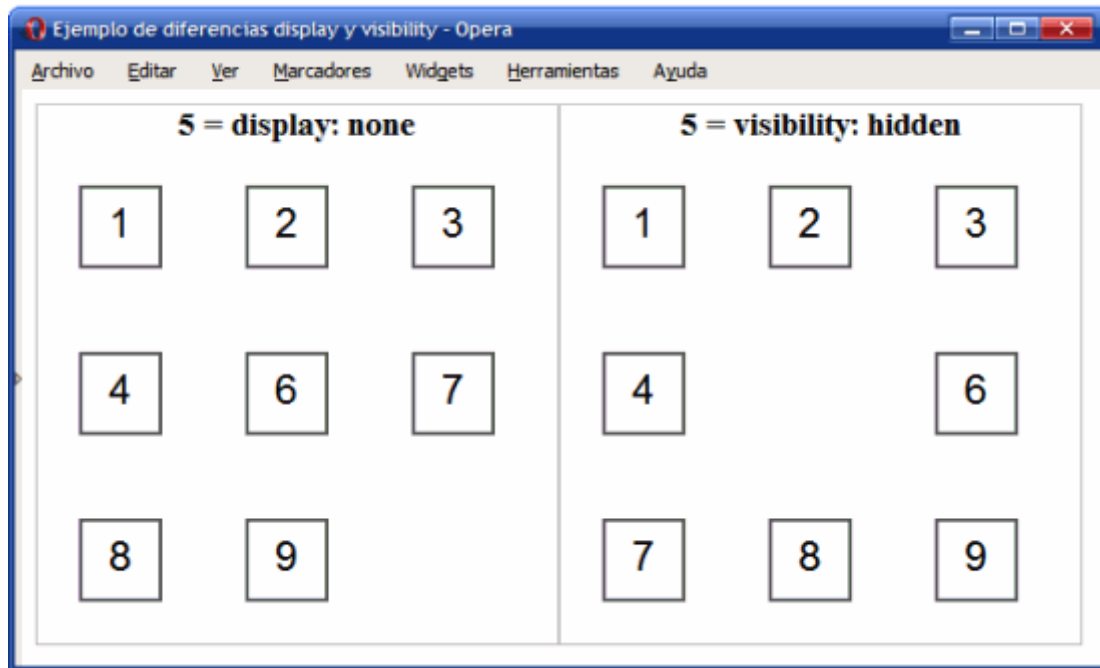 Ejemplo de diferencias display y visibility - Opera
Archivo Editar Ver Marcadores Widgets Herramientas Ayuda
5 = display: none
1 2 3
4 6 7
8 9
5 = visibility: hidden
1 2 3
4 6
7 8 9